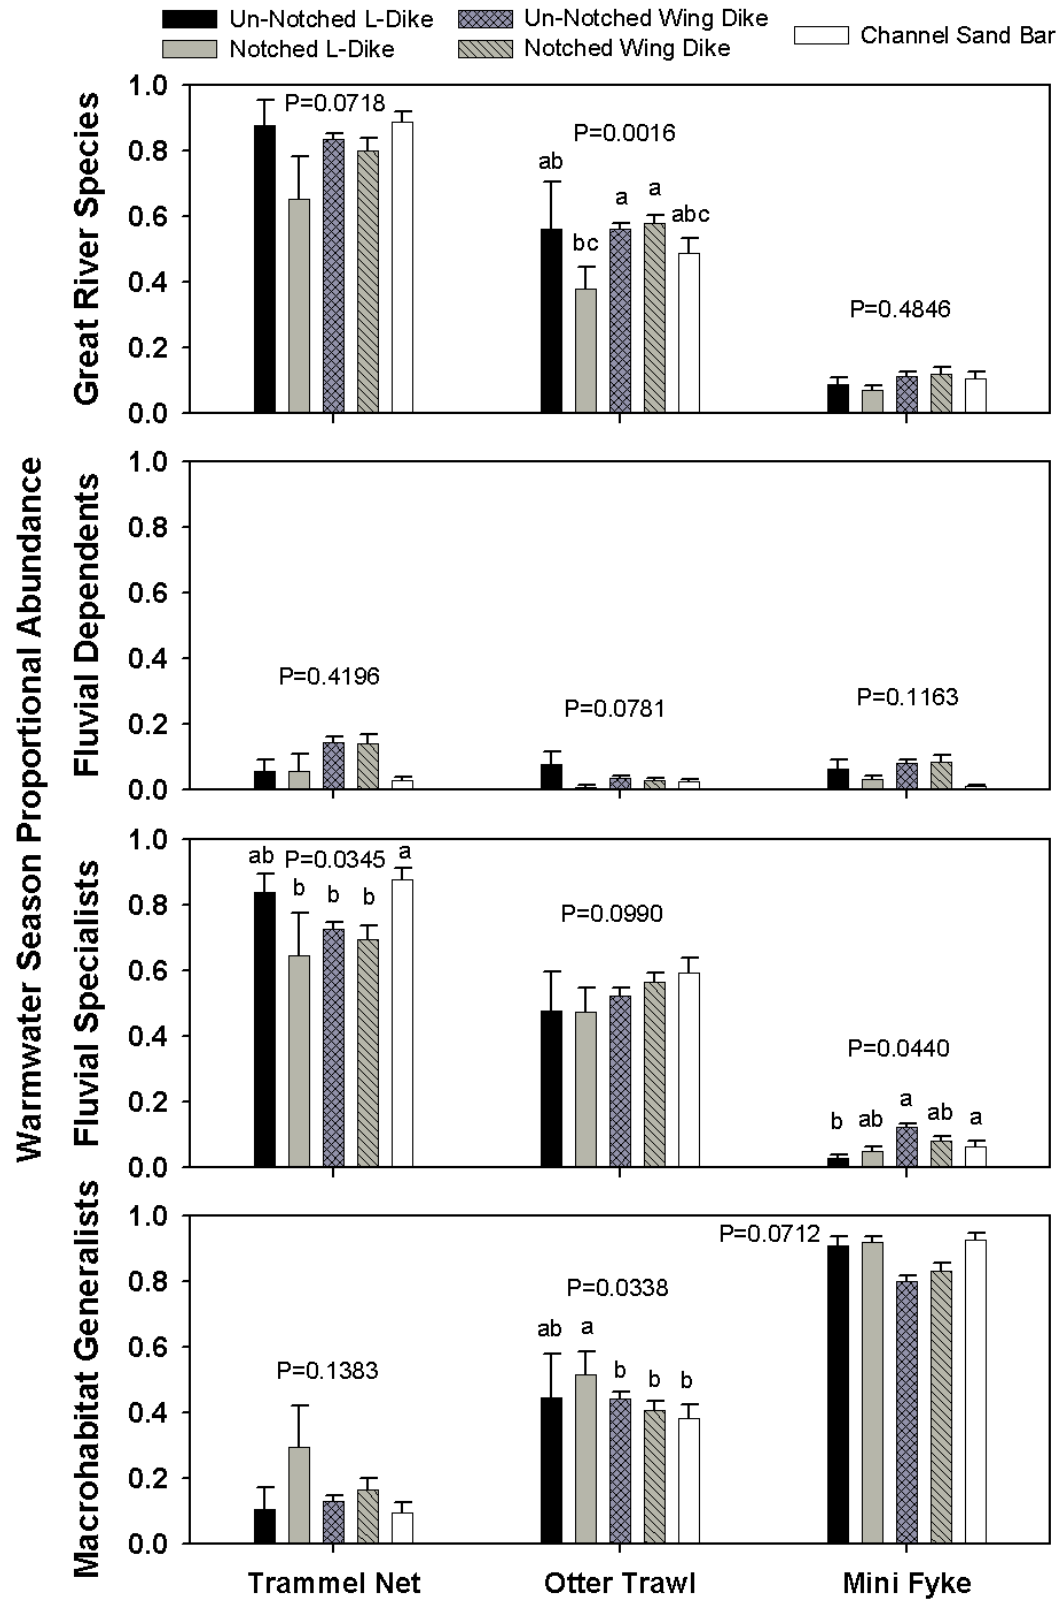 Un-Notched L-Dike
Notched L-Dike
Un-Notched Wing Dike
Notched Wing Dike
Channel Sand Bar
Warmwater Season Proportional Abundance
Great River Species
1.0
0.8
0.6
0.4
0.2
0.0
P=0.0718
P=0.0016
ab
bc
a
a
abc
P=0.4846
Fluvial Dependents
1.0
0.8
0.6
0.4
0.2
0.0
P=0.4196
P=0.0781
P=0.1163
Fluvial Specialists
1.0
0.8
0.6
0.4
0.2
0.0
P=0.0345
ab
b
b
b
a
P=0.0990
P=0.0440
b
ab
a
ab
a
Macrohabitat Generalists
1.0
0.8
0.6
0.4
0.2
0.0
P=0.1383
P=0.0338
ab
a
b
b
b
P=0.0712
Trammel Net
Otter Trawl
Mini Fyke